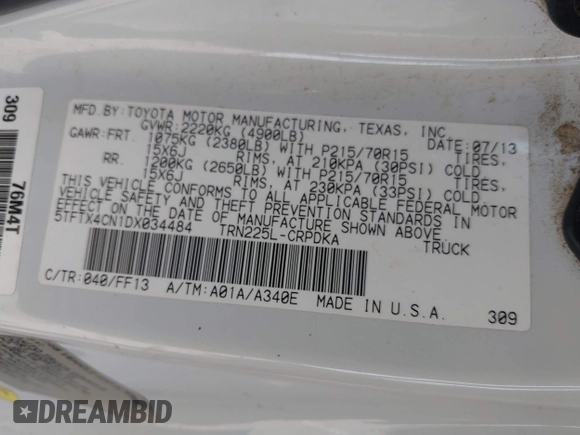 MFD.BY:TOYOTA MOTOR MANUFACTURING, TEXAS, INC.
GVWR:2220KG (4900LB) DATE:07/13
GAWR:FRT 1075KG (2380LB) WITH P215/70R15 TIRES,
15X6J RIMS, AT 210KPA (30PSI) COLD
RR. 1200KG (2650LB) WITH P215/70R15 TIRES,
15X6J RIMS, AT 230KPA (33PSI) COLD
THIS VEHICLE CONFORMS TO ALL APPLICABLE FEDERAL MOTOR
VEHICLE SAFETY BUMPER, AND THEFT PREVENTION STANDARDS IN
EFFECT ON THE DATE OF MANUFACTURE SHOWN ABOVE.
5TFTX4CN1DX034484 TRN225L-CRPDKA TRUCK
C/TR:040/FF13 A/TM:A01A/A340E MADE IN U.S.A. 309
309
76M4T
DREAMBID